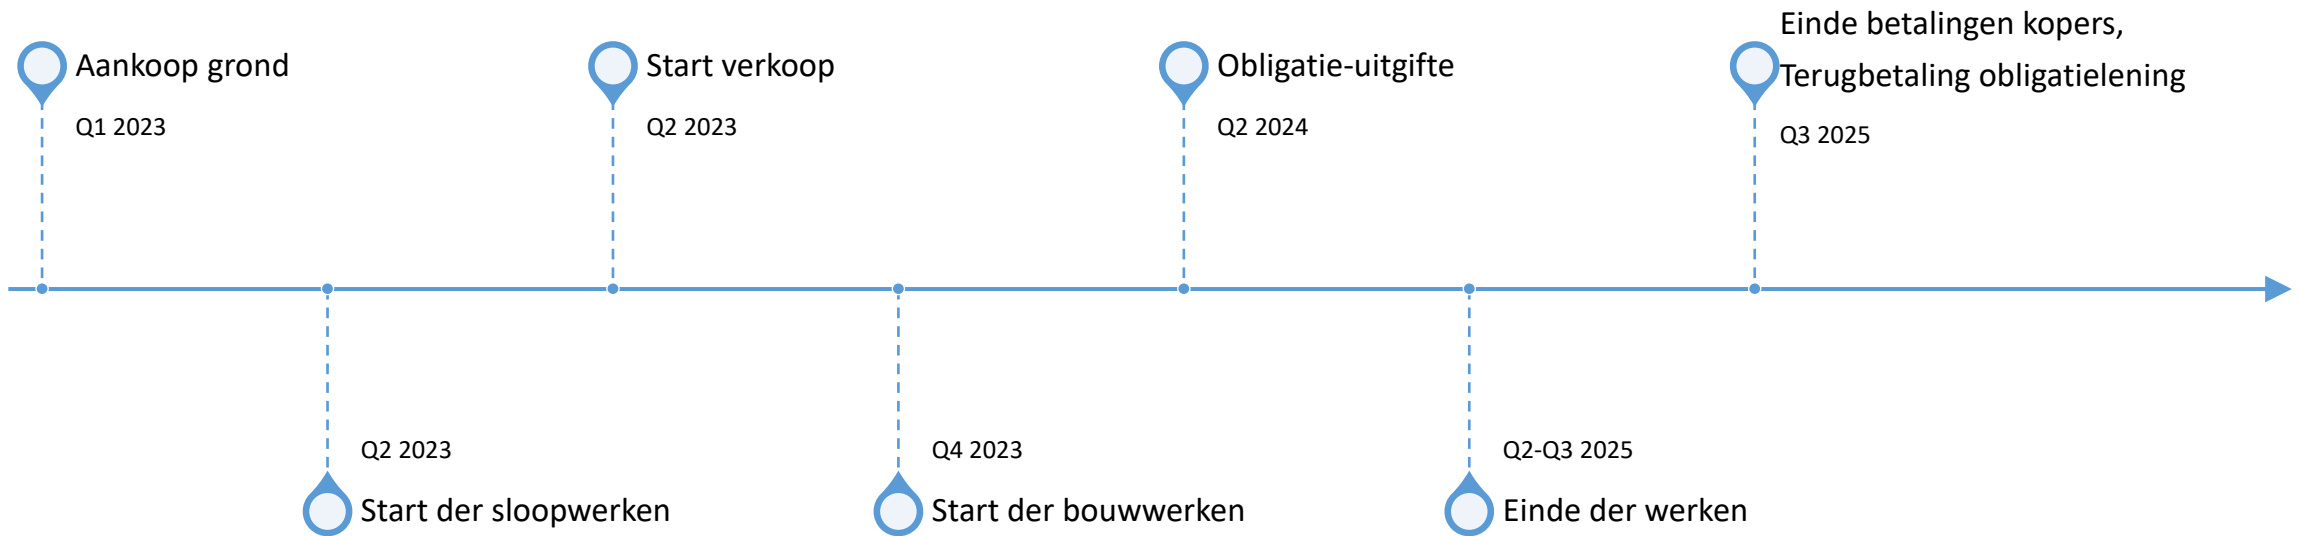 Aankoop grond
Q1 2023
Start verkoop
Q2 2023
Obligatie-uitgifte
Q2 2024
Einde betalingen kopers,
Terugbetaling obligatielening
Q3 2025
Q2 2023
Start der sloopwerken
Q4 2023
Start der bouwwerken
Q2-Q3 2025
Einde der werken